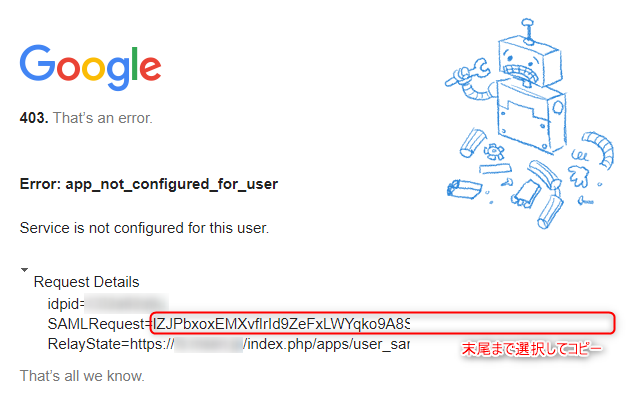 Google
403. That's an error.
Error: app_not_configured_for_user
Service is not configured for this user.
Request Details
idpid=
SAMLRequest=lZJPbxoxEMXvflrId9ZeFxLWYqko9A8S
RelayState=https:// /index.php/apps/user_sar
末尾まで選択してコピー
That's all we know.